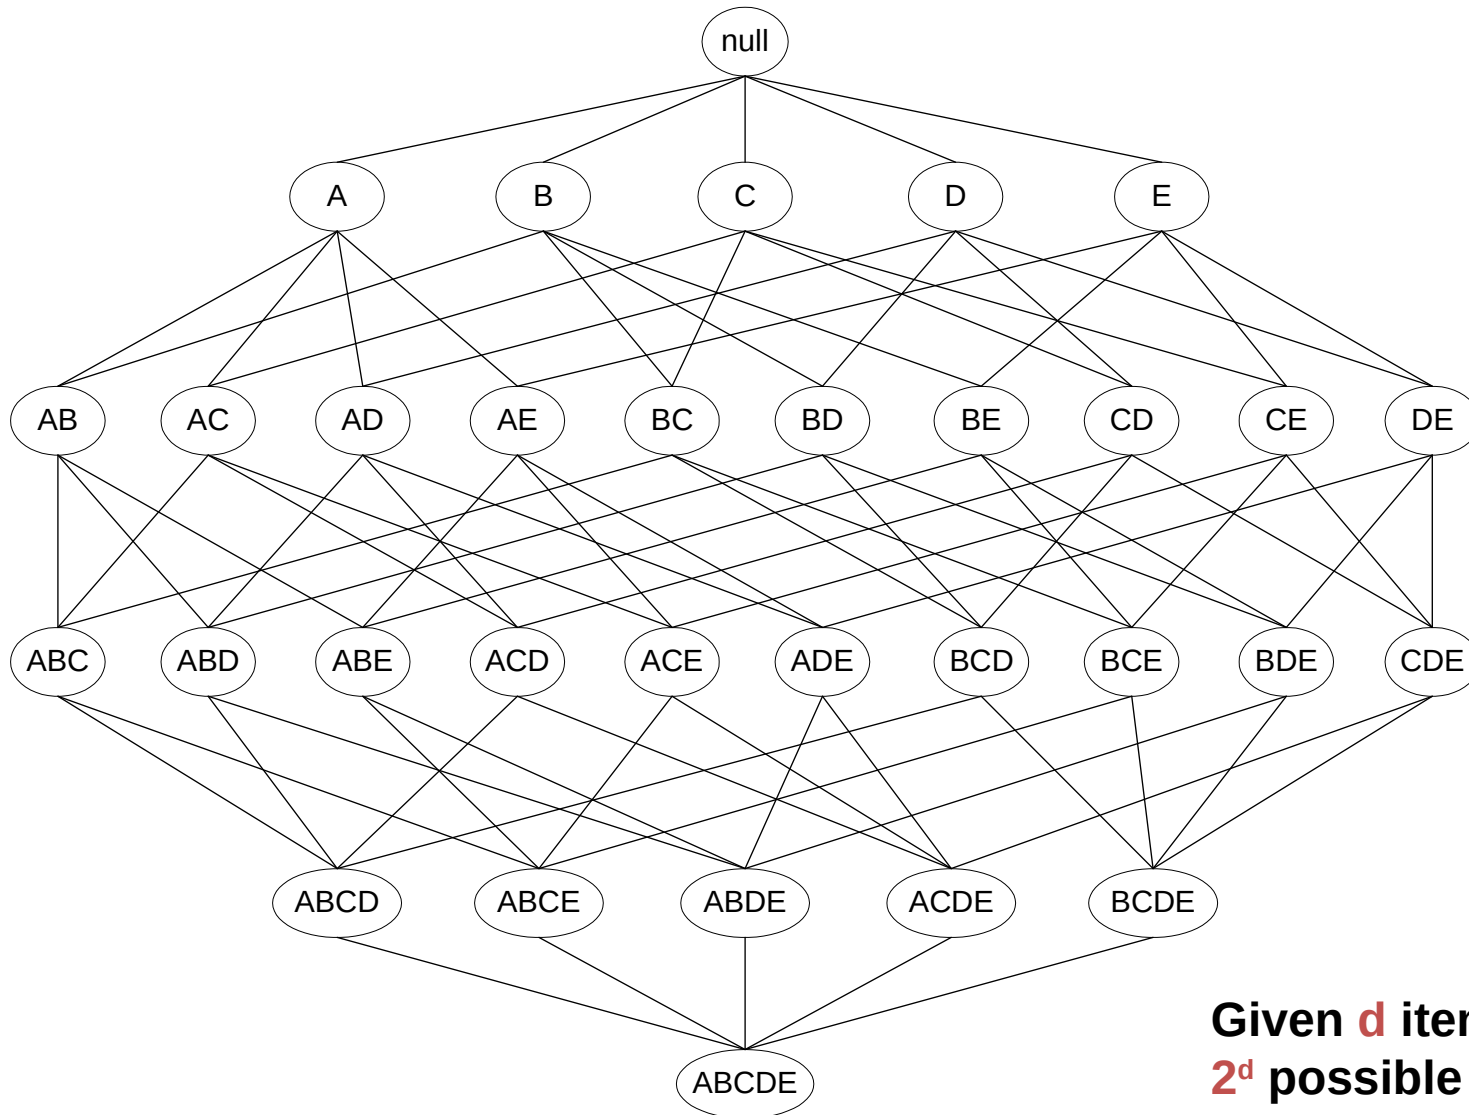 null
A B C D E
AB AC AD AE BC BD BE CD CE DE
ABC ABD ABE ACD ACE ADE BCD BCE BDE CDE
ABCD ABCE ABDE ACDE BCDE
ABCDE
Given d
2ᵈ possible